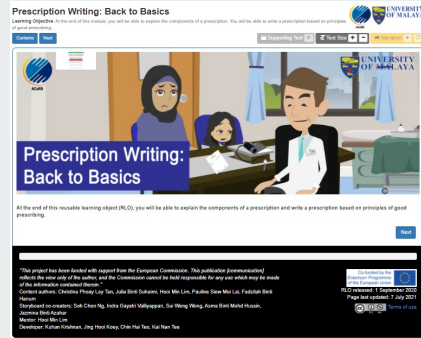 Prescription Writing: Back to Basics
Learning Objective: At the end of this module, you will be able to explain the components of a prescription. You will be able to write a prescription based on principles
of good prescribing.
UNIVERSITY
OF MALAYA
Contents Next
Supporting Text
Text Size + -
Narration
UNIVERSITY
OF MALAYA
Prescription Writing:
Back to Basics
At the end of this reusable learning object (RLO), you will be able to explain the components of a prescription and write a prescription based on principles of good
prescribing.
Next
"This project has been funded with support from the European Commission. This publication [communication]
reflects the view only of the author, and the Commission cannot be held responsible for any use which may be made
of the information contained therein."
Content authors: Christina Phoay Lay Tan, Julia Binti Suhaimi, Hooi Min Lim, Pauline Siew Mei Lai, Fadzilah Binti
Hanum
Storyboard co-creators: Soh Chen Ng, Indra Gayatri Valliyappan, Sui Weng Wong, Asma Binti Mohd Hussin,
Jazmina Binti Azahar
Mentor: Hooi Min Lim
Developer: Kuhan Krishnan, Jing Hooi Koey, Chin Hai Teo, Kai Nan Tee
Co-funded by the
Erasmus+ Programme
of the European Union
RLO released: 1 September 2020
Page last updated: 7 July 2021
Terms of use